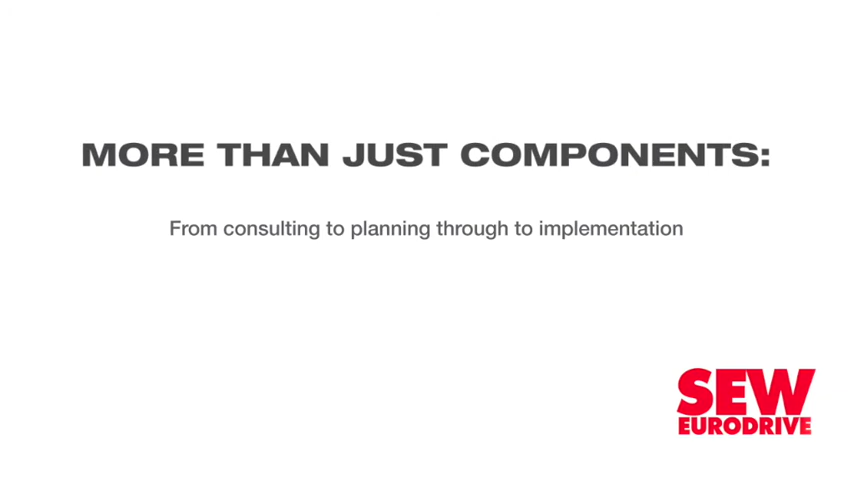 MORE THAN JUST COMPONENTS:
From consulting to planning through to implementation
SEW
EURODRIVE